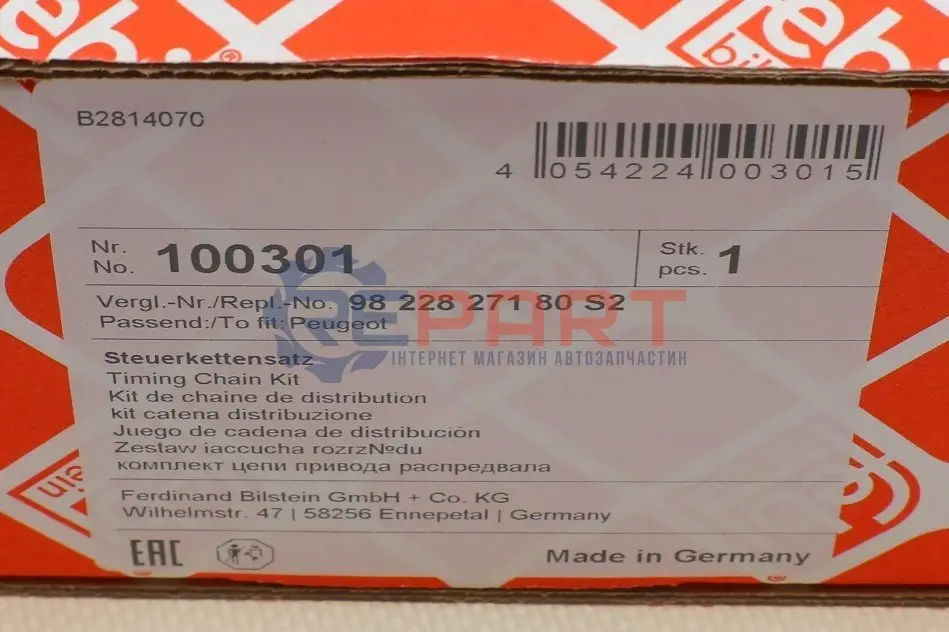 feb
bilstein
B2814070
4 054224 003015
Nr.
No. 100301
Stk.
pcs. 1
Vergl.-Nr./Repl.-No. 98 228 271 80 S2
Passend:/To fit: Peugeot
REPART
ІНТЕРНЕТ МАГАЗИН АВТОЗАПЧАСТИН
Steuerkettensatz
Timing Chain Kit
Kit de chaine de distribution
kit catena distribuzione
Juego de cadena de distribución
Zestaw iaccucha rozrz№du
комплект цепи привода распредвала
Ferdinand Bilstein GmbH + Co. KG
Wilhelmstr. 47 | 58256 Ennepetal | Germany
EAC
Made in Germany